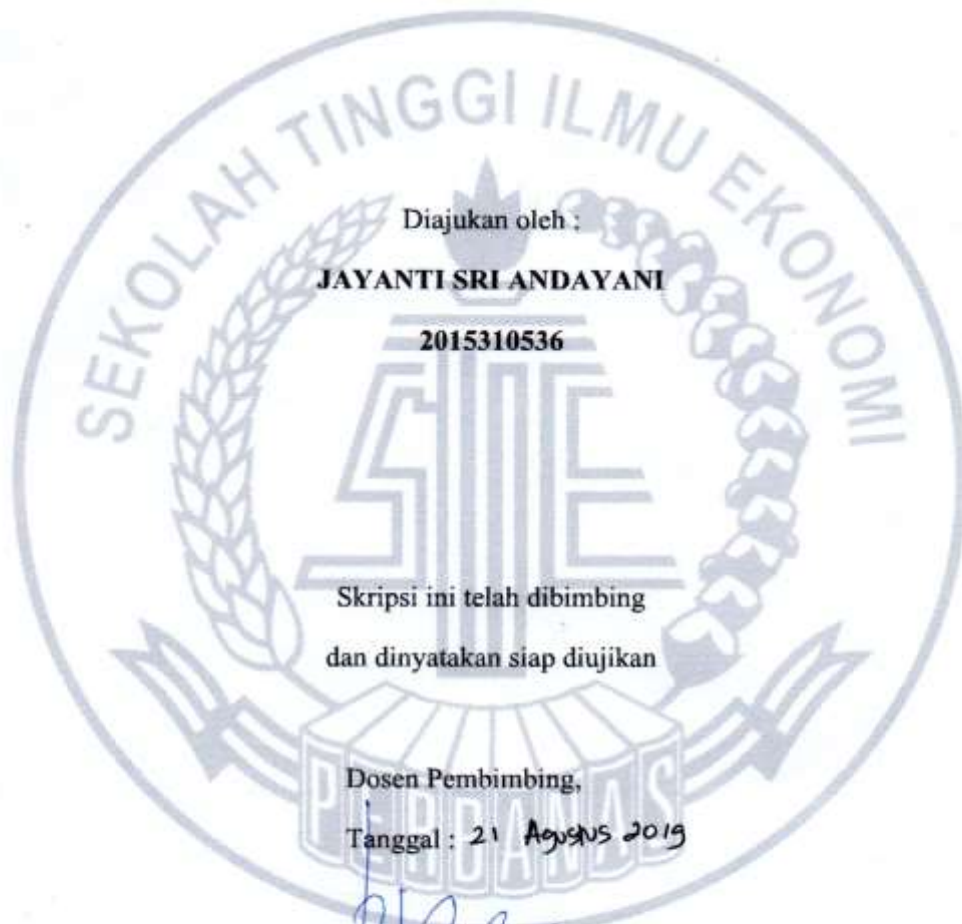 SEKOLAH TINGGI ILMU EKONOMI
Diajukan oleh :
JAYANTI SRI ANDAYANI
2015310536
STIE
Skripsi ini telah dibimbing
dan dinyatakan siap diujikan
Dosen Pembimbing,
PERBANAS
Tanggal : 21 Agustus 2019